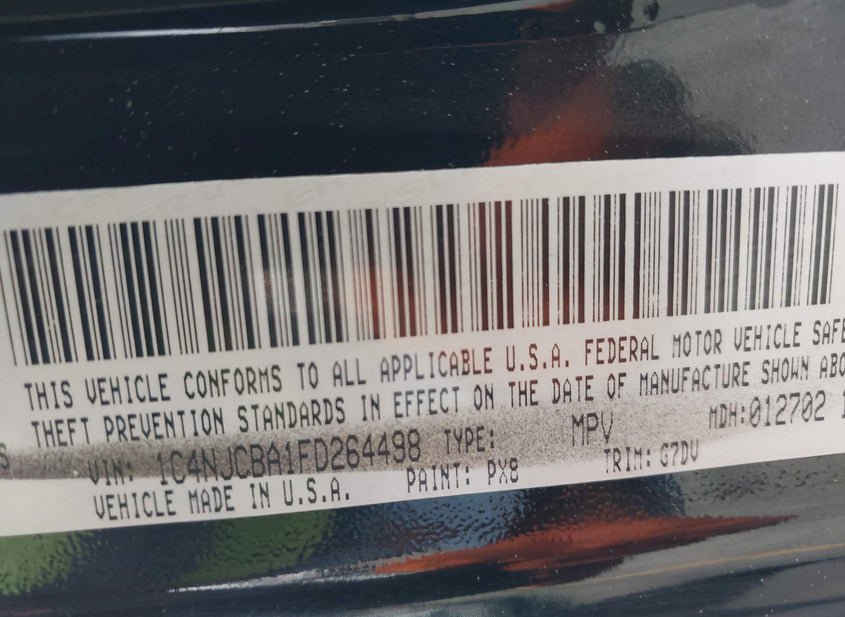 THIS VEHICLE CONFORMS TO ALL APPLICABLE U.S.A. FEDERAL MOTOR VEHICLE SAFE
THEFT PREVENTION STANDARDS IN EFFECT ON THE DATE OF MANUFACTURE SHOWN ABO
S VIN: 1C4NJCBA1FD264498 TYPE: MPV MDH:012702 1
VEHICLE MADE IN U.S.A. PAINT: PX8 TRIM: G7DV